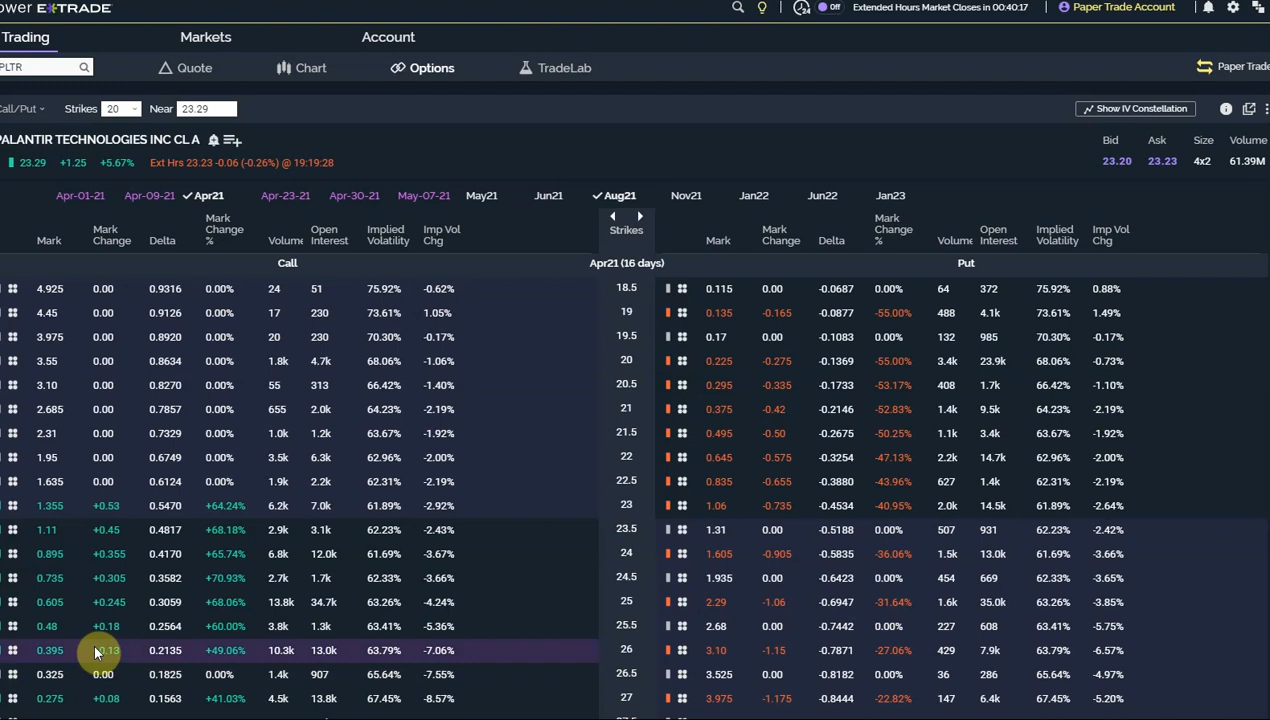 ower E*TRADE Off Extended Hours Market Closes in 00:40:17 Paper Trade Account
Trading Markets Account
PLTR Quote Chart Options TradeLab Paper Trade
Call/Put Strikes 20 Near 23.29 Show IV Constellation
PALANTIR TECHNOLOGIES INC CL A Bid Ask Size Volume
23.29 +1.25 +5.67% Ext Hrs 23.23 -0.06 (-0.26%) @ 19:19:28 23.20 23.23 4x2 61.39M
Apr-01-21 Apr-09-21 Apr21 Apr-23-21 Apr-30-21 May-07-21 May21 Jun21 Aug21 Nov21 Jan22 Jun22 Jan23
Mark Mark Change Delta Mark Change % Volume Open Interest Implied Volatility Imp Vol Chg Strikes Mark Mark Change Delta Mark Change % Volume Open Interest Implied Volatility Imp Vol Chg
Call Apr21 (16 days) Put
4.925 0.00 0.9316 0.00% 24 51 75.92% -0.62% 18.5 0.115 0.00 -0.0687 0.00% 64 372 75.92% 0.88%
4.45 0.00 0.9126 0.00% 17 230 73.61% 1.05% 19 0.135 -0.165 -0.0877 -55.00% 488 4.1k 73.61% 1.49%
3.975 0.00 0.8920 0.00% 20 230 70.30% -0.17% 19.5 0.17 0.00 -0.1083 0.00% 132 985 70.30% -0.17%
3.55 0.00 0.8634 0.00% 1.8k 4.7k 68.06% -1.06% 20 0.225 -0.275 -0.1369 -55.00% 3.4k 23.9k 68.06% -0.73%
3.10 0.00 0.8270 0.00% 55 313 66.42% -1.40% 20.5 0.295 -0.335 -0.1733 -53.17% 408 1.7k 66.42% -1.10%
2.685 0.00 0.7857 0.00% 655 2.0k 64.23% -2.19% 21 0.375 -0.42 -0.2146 -52.83% 1.4k 9.5k 64.23% -2.19%
2.31 0.00 0.7329 0.00% 1.0k 1.2k 63.67% -1.92% 21.5 0.495 -0.50 -0.2675 -50.25% 1.1k 3.4k 63.67% -1.92%
1.95 0.00 0.6749 0.00% 3.5k 6.3k 62.96% -2.00% 22 0.645 -0.575 -0.3254 -47.13% 2.2k 14.7k 62.96% -2.00%
1.635 0.00 0.6124 0.00% 1.9k 2.2k 62.31% -2.19% 22.5 0.835 -0.655 -0.3880 -43.96% 627 1.4k 62.31% -2.19%
1.355 +0.53 0.5470 +64.24% 6.2k 7.0k 61.89% -2.92% 23 1.06 -0.735 -0.4534 -40.95% 2.0k 14.5k 61.89% -2.64%
1.11 +0.45 0.4817 +68.18% 2.9k 3.1k 62.23% -2.43% 23.5 1.31 0.00 -0.5188 0.00% 507 931 62.23% -2.42%
0.895 +0.355 0.4170 +65.74% 6.8k 12.0k 61.69% -3.67% 24 1.605 -0.905 -0.5835 -36.06% 1.5k 13.0k 61.69% -3.66%
0.735 +0.305 0.3582 +70.93% 2.7k 1.7k 62.33% -3.66% 24.5 1.935 0.00 -0.6423 0.00% 454 669 62.33% -3.65%
0.605 +0.245 0.3059 +68.06% 13.8k 34.7k 63.26% -4.24% 25 2.29 -1.06 -0.6947 -31.64% 1.6k 35.0k 63.26% -3.85%
0.48 +0.18 0.2564 +60.00% 3.8k 1.3k 63.41% -5.36% 25.5 2.68 0.00 -0.7442 0.00% 227 608 63.41% -5.75%
0.395 +0.13 0.2135 +49.06% 10.3k 13.0k 63.79% -7.06% 26 3.10 -1.15 -0.7871 -27.06% 429 7.9k 63.79% -6.57%
0.325 0.00 0.1825 0.00% 1.4k 907 65.64% -7.55% 26.5 3.525 0.00 -0.8182 0.00% 36 286 65.64% -4.97%
0.275 +0.08 0.1563 +41.03% 4.5k 13.8k 67.45% -8.57% 27 3.975 -1.175 -0.8444 -22.82% 147 6.4k 67.45% -5.20%